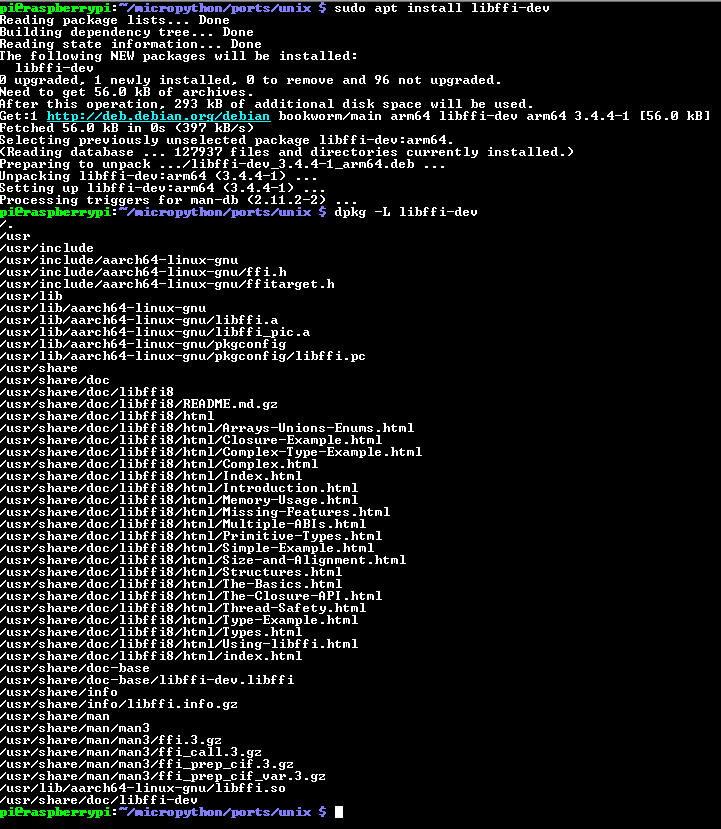 pi@raspberrypi:~/micropython/ports/unix $ sudo apt install libffi-dev
Reading package lists... Done
Building dependency tree... Done
Reading state information... Done
The following NEW packages will be installed:
  libffi-dev
0 upgraded, 1 newly installed, 0 to remove and 96 not upgraded.
Need to get 56.0 kB of archives.
After this operation, 293 kB of additional disk space will be used.
Get:1 http://deb.debian.org/debian bookworm/main arm64 libffi-dev arm64 3.4.4-1 [56.0 kB]
Fetched 56.0 kB in 0s (397 kB/s)
Selecting previously unselected package libffi-dev:arm64.
(Reading database ... 127937 files and directories currently installed.)
Preparing to unpack .../libffi-dev_3.4.4-1_arm64.deb ...
Unpacking libffi-dev:arm64 (3.4.4-1) ...
Setting up libffi-dev:arm64 (3.4.4-1) ...
Processing triggers for man-db (2.11.2-2) ...
pi@raspberrypi:~/micropython/ports/unix $ dpkg -L libffi-dev
/.
/usr
/usr/include
/usr/include/aarch64-linux-gnu
/usr/include/aarch64-linux-gnu/ffi.h
/usr/include/aarch64-linux-gnu/ffitarget.h
/usr/lib
/usr/lib/aarch64-linux-gnu
/usr/lib/aarch64-linux-gnu/libffi.a
/usr/lib/aarch64-linux-gnu/libffi_pic.a
/usr/lib/aarch64-linux-gnu/pkgconfig
/usr/lib/aarch64-linux-gnu/pkgconfig/libffi.pc
/usr/share
/usr/share/doc
/usr/share/doc/libffi8
/usr/share/doc/libffi8/README.md.gz
/usr/share/doc/libffi8/html
/usr/share/doc/libffi8/html/Arrays-Unions-Enums.html
/usr/share/doc/libffi8/html/Closure-Example.html
/usr/share/doc/libffi8/html/Complex-Type-Example.html
/usr/share/doc/libffi8/html/Complex.html
/usr/share/doc/libffi8/html/Index.html
/usr/share/doc/libffi8/html/Introduction.html
/usr/share/doc/libffi8/html/Memory-Usage.html
/usr/share/doc/libffi8/html/Missing-Features.html
/usr/share/doc/libffi8/html/Multiple-ABIs.html
/usr/share/doc/libffi8/html/Primitive-Types.html
/usr/share/doc/libffi8/html/Simple-Example.html
/usr/share/doc/libffi8/html/Size-and-Alignment.html
/usr/share/doc/libffi8/html/Structures.html
/usr/share/doc/libffi8/html/The-Basics.html
/usr/share/doc/libffi8/html/The-Closure-API.html
/usr/share/doc/libffi8/html/Thread-Safety.html
/usr/share/doc/libffi8/html/Type-Example.html
/usr/share/doc/libffi8/html/Types.html
/usr/share/doc/libffi8/html/Using-libffi.html
/usr/share/doc/libffi8/html/index.html
/usr/share/doc-base
/usr/share/doc-base/libffi-dev.libffi
/usr/share/info
/usr/share/info/libffi.info.gz
/usr/share/man
/usr/share/man/man3
/usr/share/man/man3/ffi.3.gz
/usr/share/man/man3/ffi_call.3.gz
/usr/share/man/man3/ffi_prep_cif.3.gz
/usr/share/man/man3/ffi_prep_cif_var.3.gz
/usr/lib/aarch64-linux-gnu/libffi.so
/usr/share/doc/libffi-dev
pi@raspberrypi:~/micropython/ports/unix $